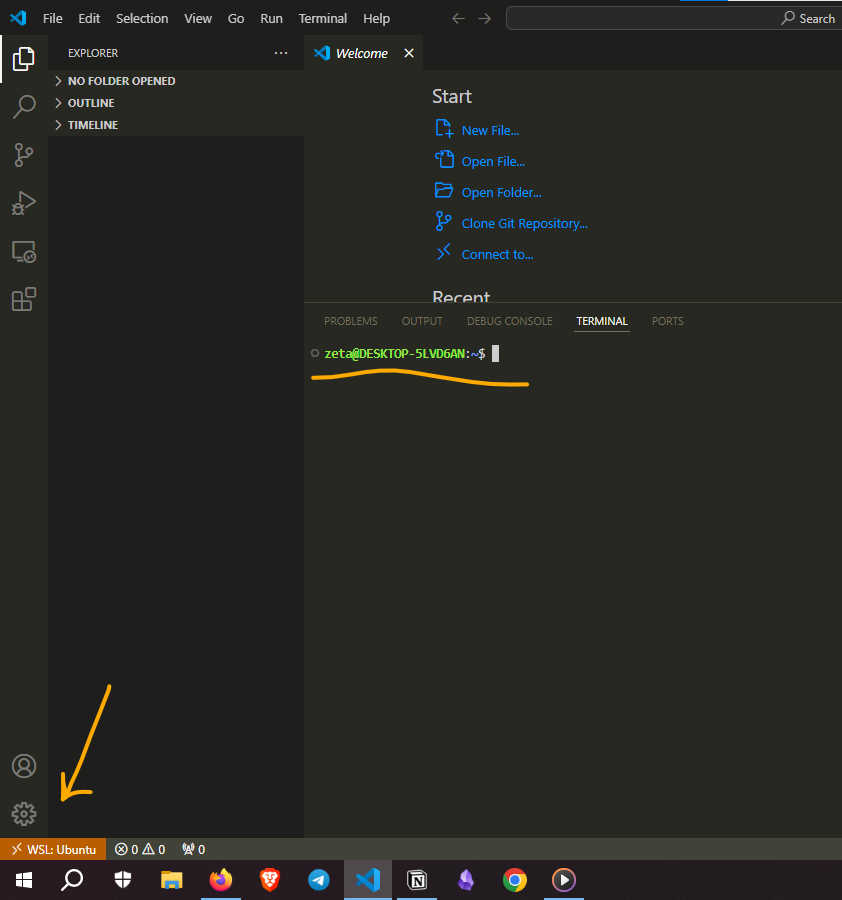 File Edit Selection View Go Run Terminal Help
Search
EXPLORER
Welcome
NO FOLDER OPENED
OUTLINE
TIMELINE
Start
New File...
Open File...
Open Folder...
Clone Git Repository...
Connect to...
Recent
PROBLEMS OUTPUT DEBUG CONSOLE TERMINAL PORTS
zeta@DESKTOP-5LVD6AN:~$
WSL: Ubuntu 0 0 0